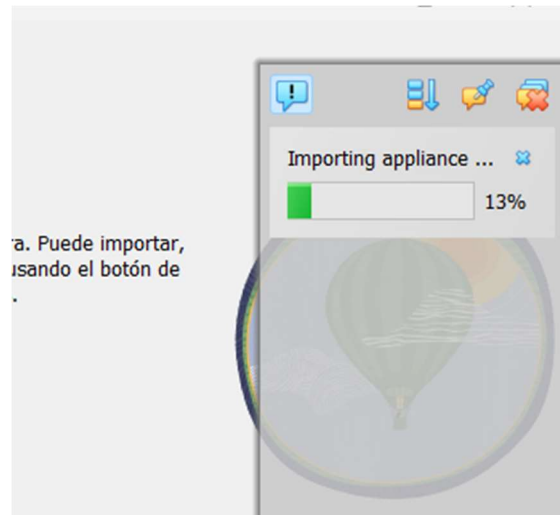 Importing appliance ...
13%
ra. Puede importar,
usando el botón de
.